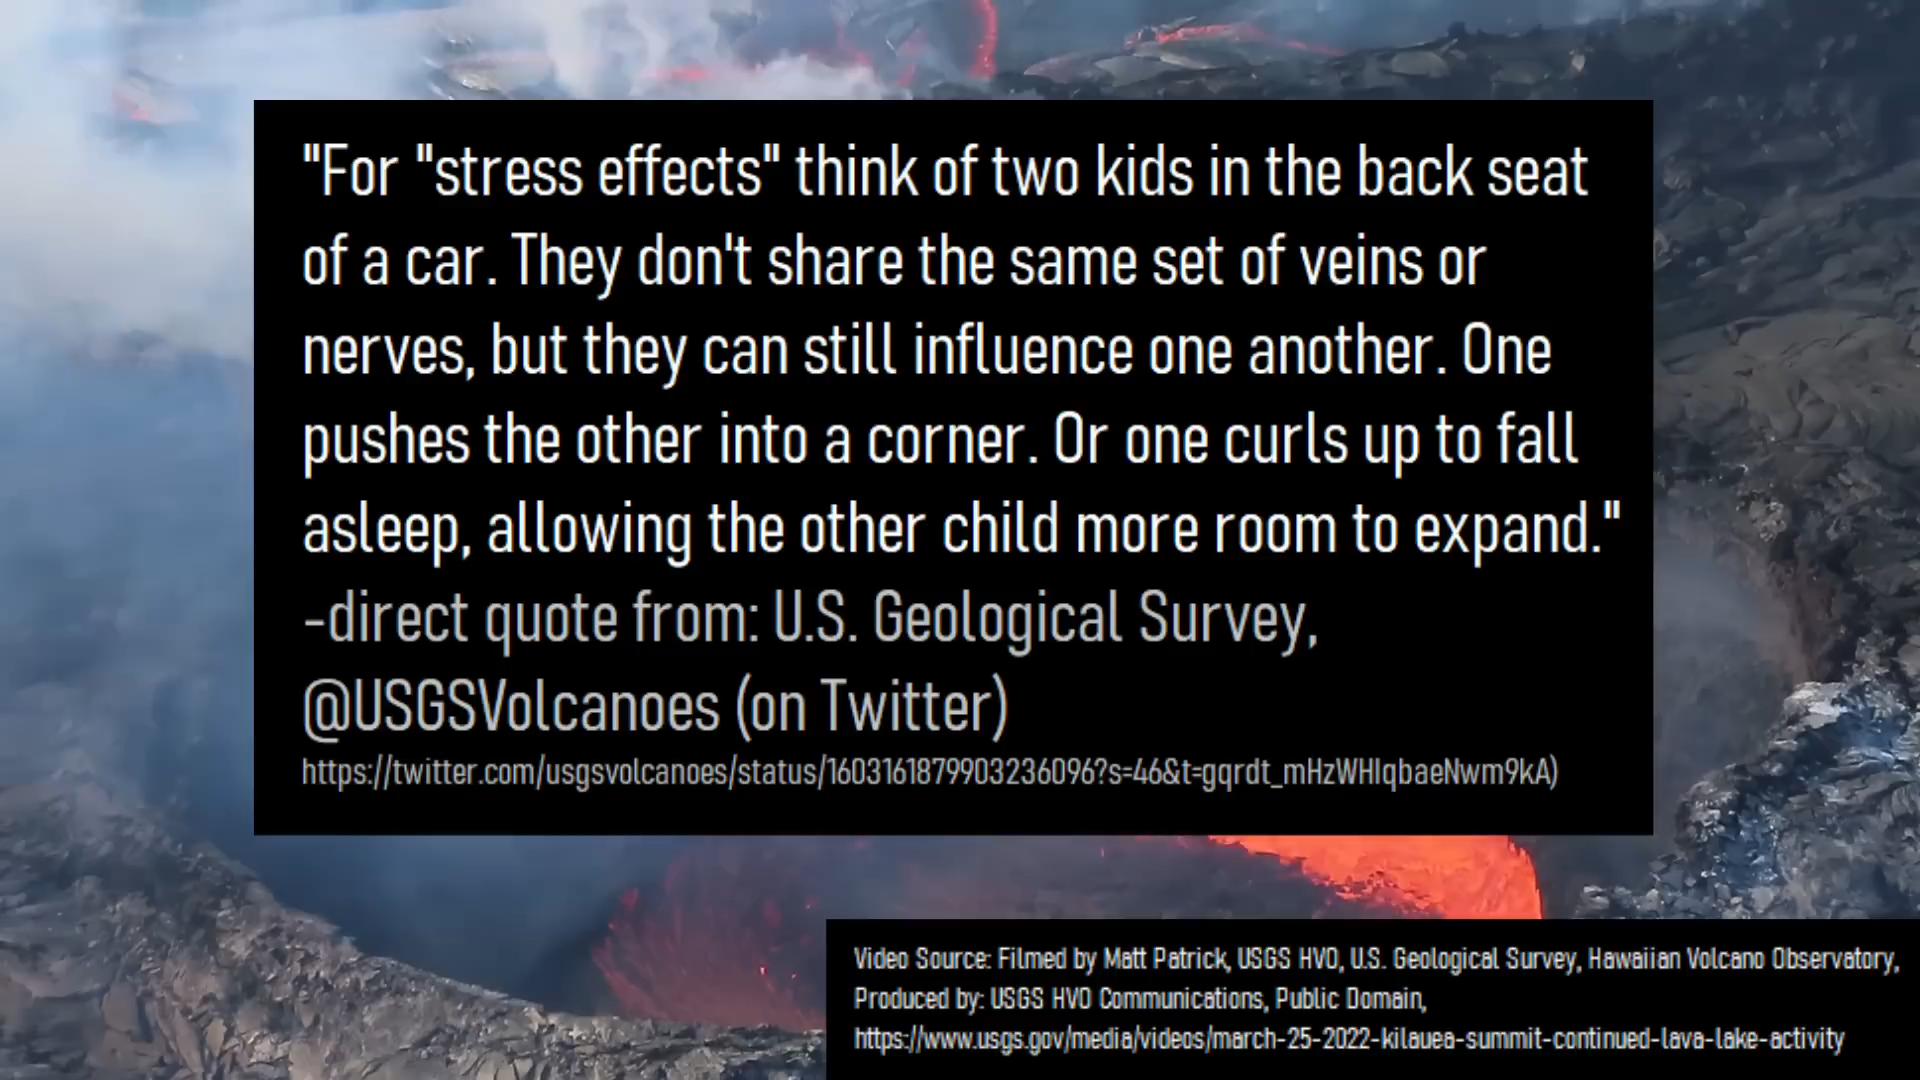 "For "stress effects" think of two kids in the back seat
of a car. They don't share the same set of veins or
nerves, but they can still influence one another. One
pushes the other into a corner. Or one curls up to fall
asleep, allowing the other child more room to expand."
-direct quote from: U.S. Geological Survey,
@USGSVolcanoes (on Twitter)
https://twitter.com/usgsvolcanoes/status/1603161879903236096?s=46&t=gqrdt_mHzWHIqbaeNwm9kA)
Video Source: Filmed by Matt Patrick, USGS HVO, U.S. Geological Survey, Hawaiian Volcano Observatory,
Produced by: USGS HVO Communications, Public Domain,
https://www.usgs.gov/media/videos/march-25-2022-kilauea-summit-continued-lava-lake-activity